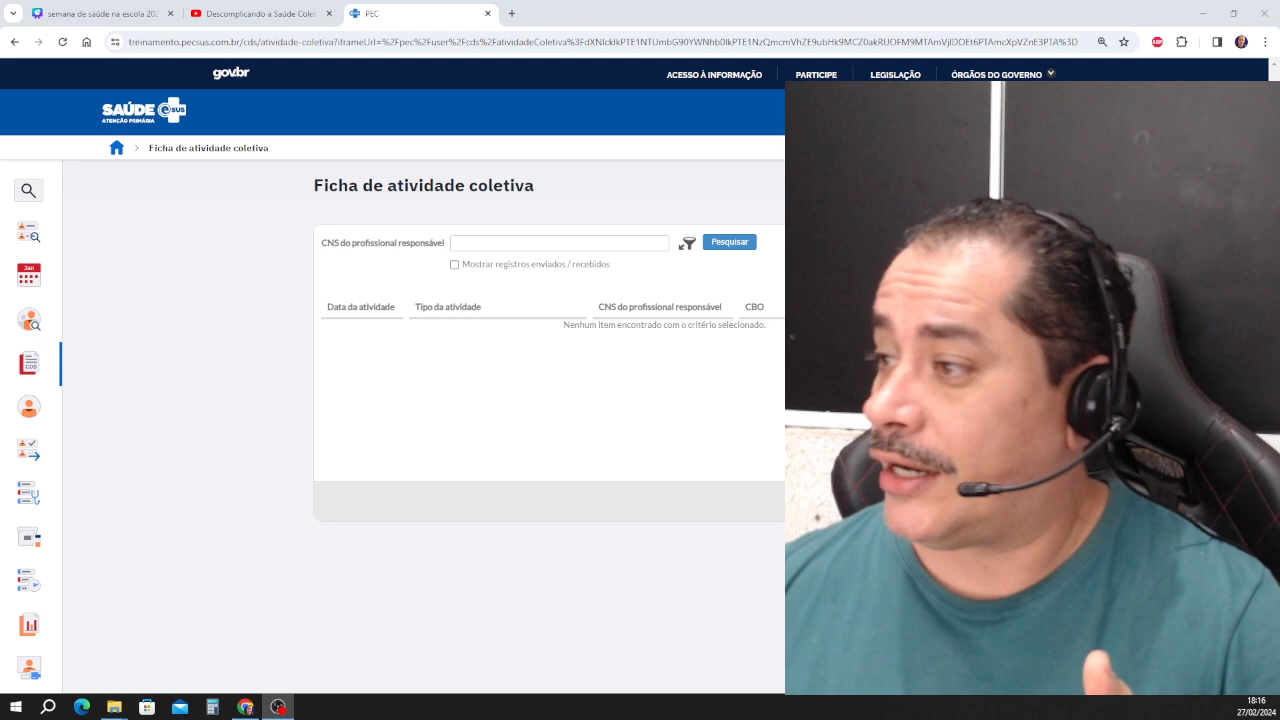 semana de saúde na escola 202
Descomplicando a Saúde Colet
PEC
treinamento.pecsus.com.br/cds/atividade-coletiva?iframeUrl=%2Fpec%2Fuser%2Fcds%2FatividadeColetiva%3FdXNlcklkPTE1NTUmbG90YWNhb0lkPTE1NzQmcmVhZE9ubHk9MCZ0akRUOFM9MTAmVjlDOEt6PTAmcXpVZnE3PTA%3D
ABP
gov.br
ACESSO À INFORMAÇÃO
PARTICIPE
LEGISLAÇÃO
ÓRGÃOS DO GOVERNO
SAÚDE e SUS
ATENÇÃO PRIMÁRIA
Ficha de atividade coletiva
Ficha de atividade coletiva
CNS do profissional responsável
Pesquisar
Mostrar registros enviados / recebidos
Jan
Data da atividade
Tipo da atividade
CNS do profissional responsável
CBO
Nenhum item encontrado com o critério selecionado.
CDS
18:16
27/02/2024